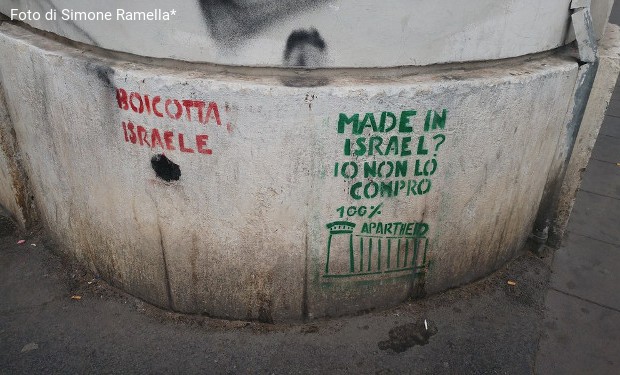 Foto di Simone Ramella*
BOICOTTA
ISRAELE
MADE IN
ISRAEL?
IO NON LO
COMPRO
100%
APARTHEID